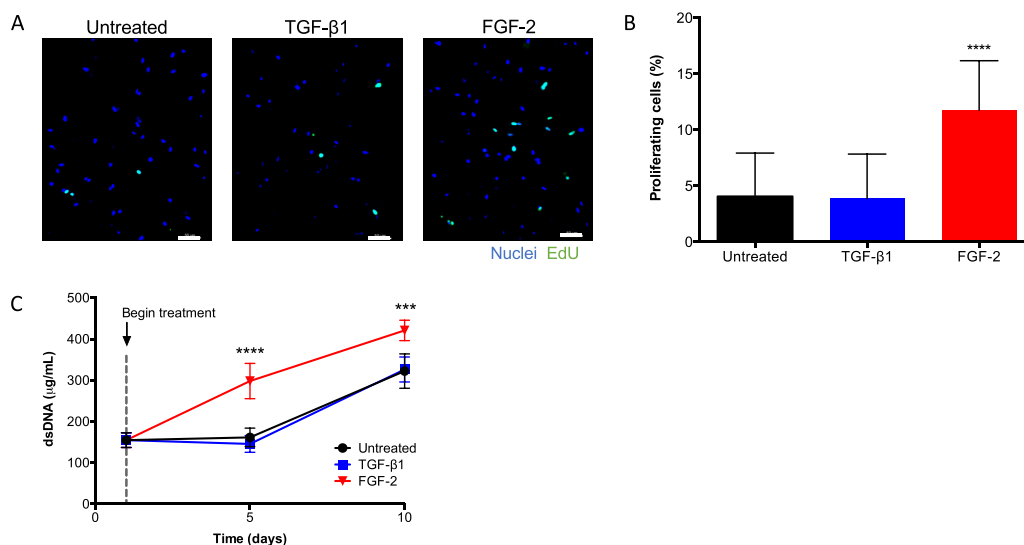 A
Untreated
TGF-β1
FGF-2
Nuclei EdU
B
Proliferating cells (%)
20
15
10
5
0
****
Untreated
TGF-β1
FGF-2
C
dsDNA (μg/mL)
500
400
300
200
100
0
Begin treatment
****
***
Untreated
TGF-β1
FGF-2
0
5
10
Time (days)